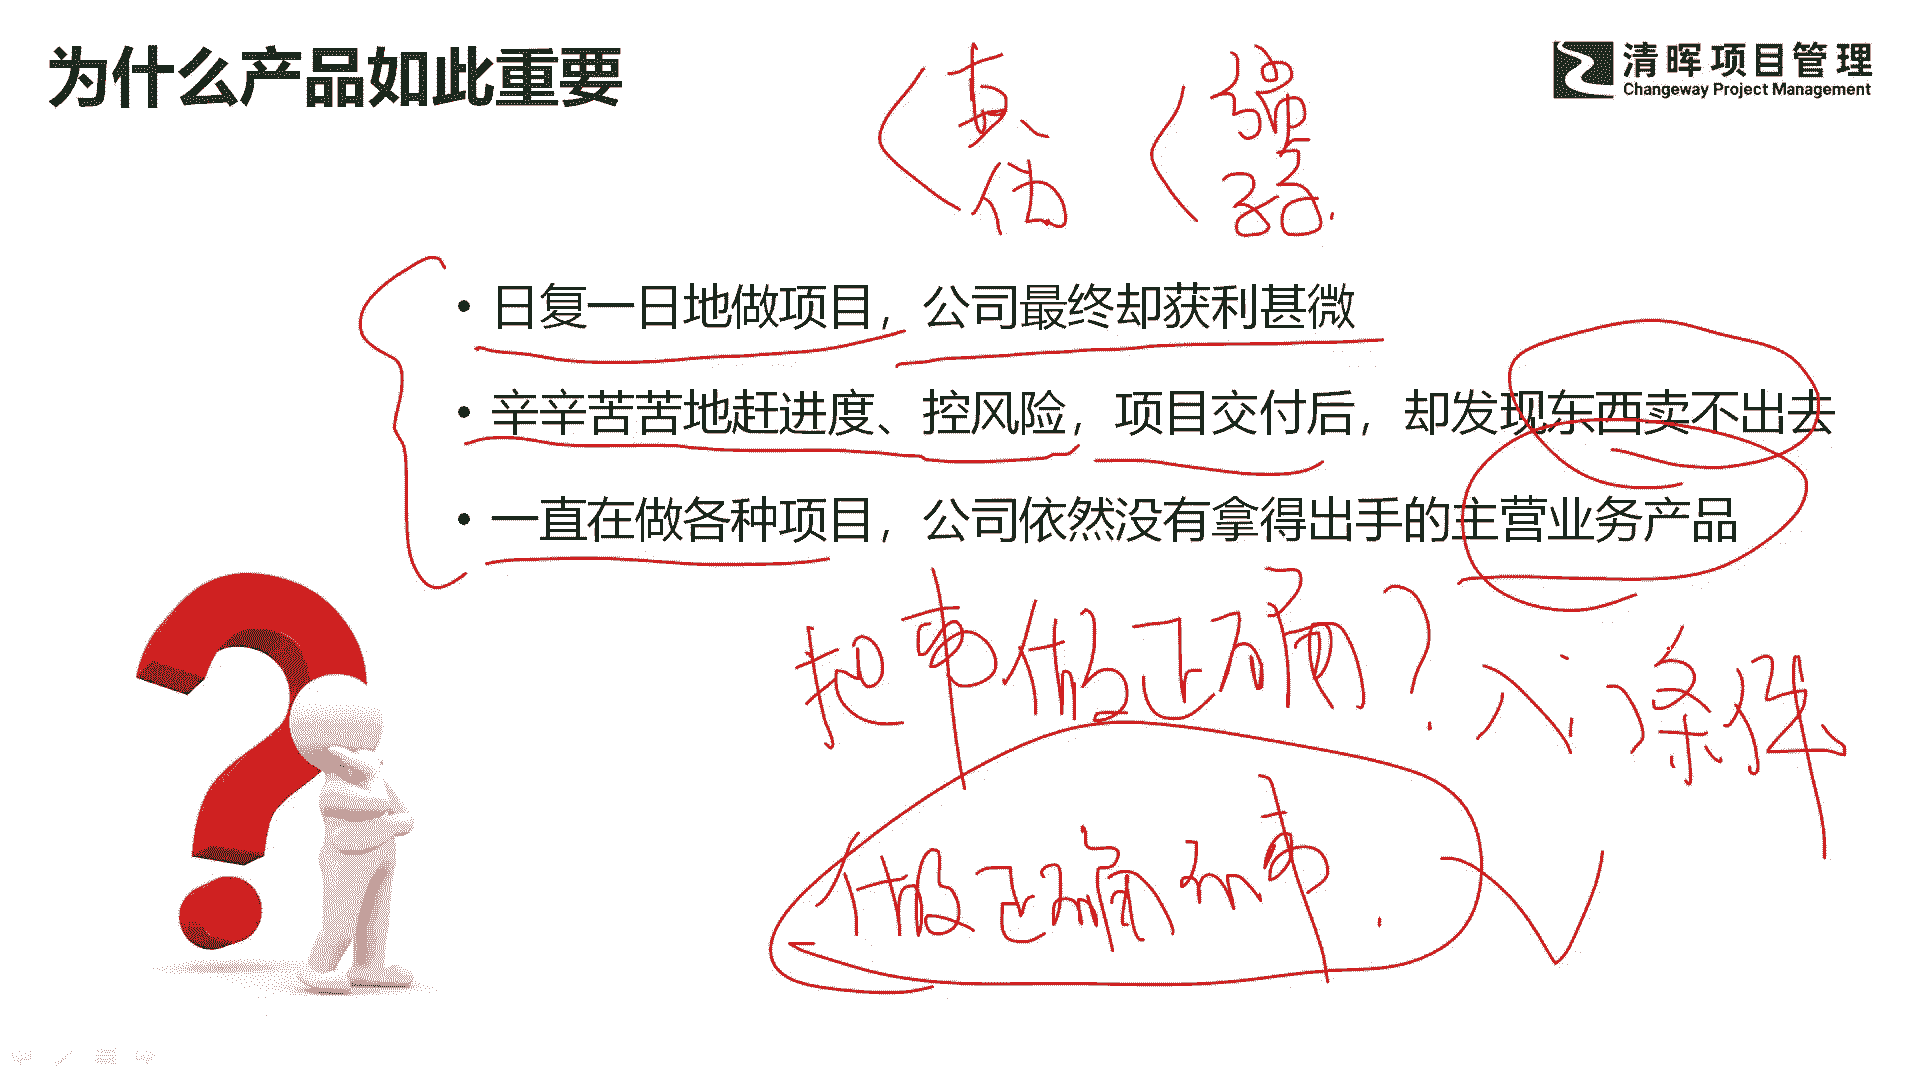 为什么产品如此重要
清晖项目管理
Changeway Project Management
真
伪
强
弱
• 日复一日地做项目，公司最终却获利甚微
• 辛辛苦苦地赶进度、控风险，项目交付后，却发现东西卖不出去
• 一直在做各种项目，公司依然没有拿得出手的主营业务产品
把事做正确？人 条件
做正确的事.